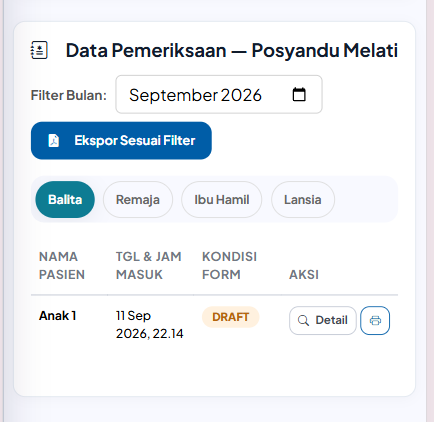 Data Pemeriksaan — Posyandu Melati
Filter Bulan: September 2026
Ekspor Sesuai Filter
Balita Remaja Ibu Hamil Lansia
NAMA PASIEN TGL & JAM MASUK KONDISI FORM AKSI
Anak 1 11 Sep 2026, 22.14 DRAFT Detail